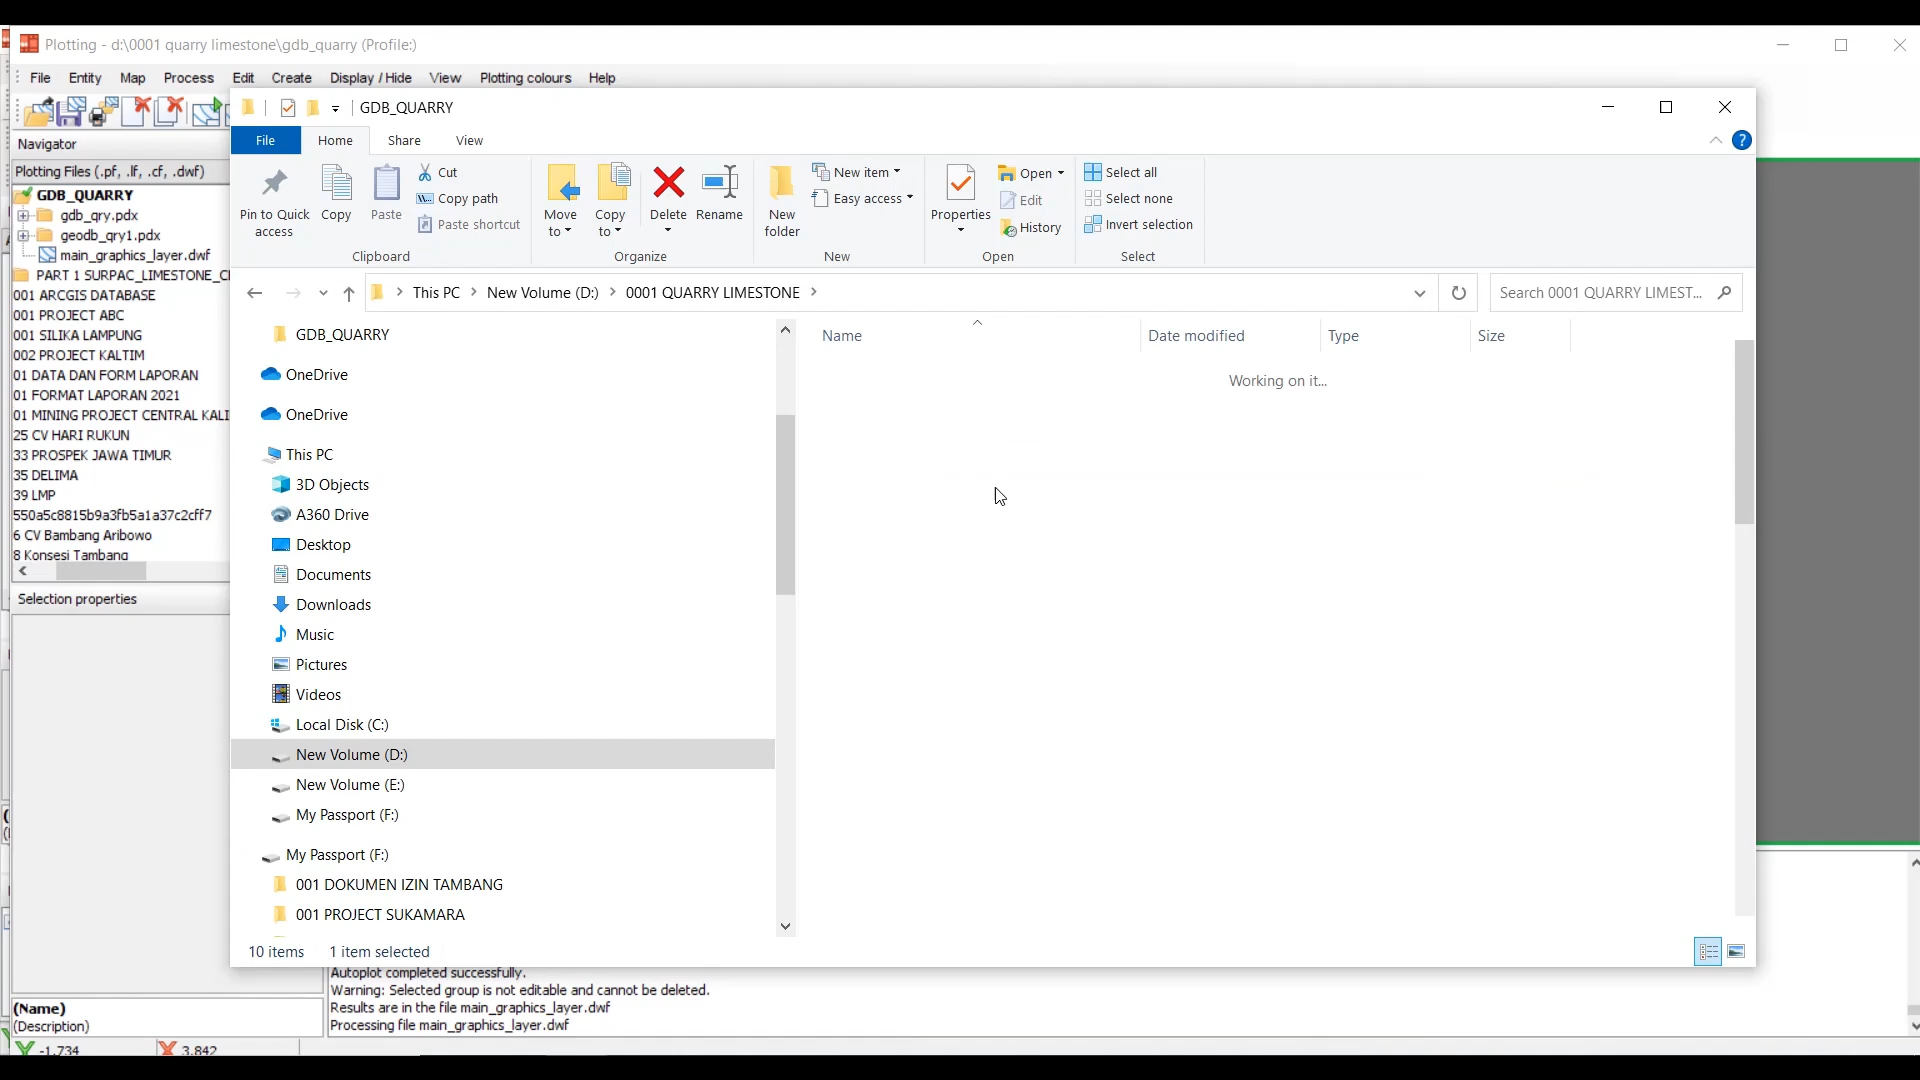 Plotting - d:\0001 quarry limestone\gdb_quarry (Profile:)
File Entity Map Process Edit Create Display / Hide View Plotting colours Help
GDB_QUARRY
Navigator
File Home Share View
Plotting Files (.pf, .lf, .cf, .dwf)
GDB_QUARRY
gdb_qry.pdx
geodb_qry1.pdx
main_graphics_layer.dwf
PART 1 SURPAC_LIMESTONE_C
001 ARCGIS DATABASE
001 PROJECT ABC
001 SILIKA LAMPUNG
002 PROJECT KALTIM
01 DATA DAN FORM LAPORAN
01 FORMAT LAPORAN 2021
01 MINING PROJECT CENTRAL KALI
25 CV HARI RUKUN
33 PROSPEK JAWA TIMUR
35 DELIMA
39 LMP
550a5c8815b9a3fb5a1a37c2cff7
6 CV Bambang Aribowo
8 Konsesi Tambang
Selection properties
(Name)
(Description)
-1.734
3.842
Pin to Quick access
Copy
Paste
Cut
Copy path
Paste shortcut
Clipboard
Move to
Copy to
Delete
Rename
Organize
New folder
New item
Easy access
New
Properties
Open
Edit
History
Open
Select all
Select none
Invert selection
Select
This PC > New Volume (D:) > 0001 QUARRY LIMESTONE >
Search 0001 QUARRY LIMEST...
GDB_QUARRY
OneDrive
OneDrive
This PC
3D Objects
A360 Drive
Desktop
Documents
Downloads
Music
Pictures
Videos
Local Disk (C:)
New Volume (D:)
New Volume (E:)
My Passport (F:)
My Passport (F:)
001 DOKUMEN IZIN TAMBANG
001 PROJECT SUKAMARA
Name Date modified Type Size
Working on it...
10 items 1 item selected
Autoplot completed successfully.
Warning: Selected group is not editable and cannot be deleted.
Results are in the file main_graphics_layer.dwf
Processing file main_graphics_layer.dwf